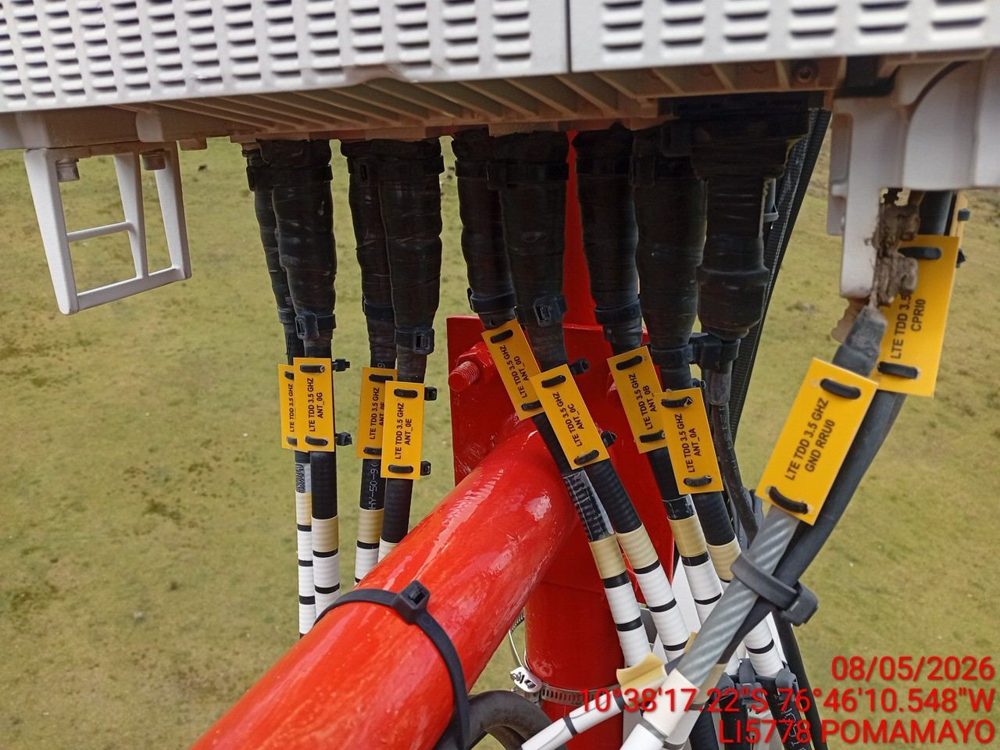 LTE TDD 3.5 GHZ
LTE TDD 3.5 GHZ
ANT_0G
LTE TDD 3.5 GHZ
LTE TDD 3.5 GHZ
ANT_0E
LTE TDD 3.5 GHZ
ANT_0D
LTE TDD 3.5 GHZ
ANT_0C
LTE TDD 3.5 GHZ
ANT_0B
LTE TDD 3.5 GHZ
ANT_0A
LTE TDD 3.5
CPRI0
LTE TDD 3.5 GHZ
GND RRU0
HY-50-9
08/05/2026
10°38'17.22"S 76°46'10.548"W
LI5778 POMAMAYO